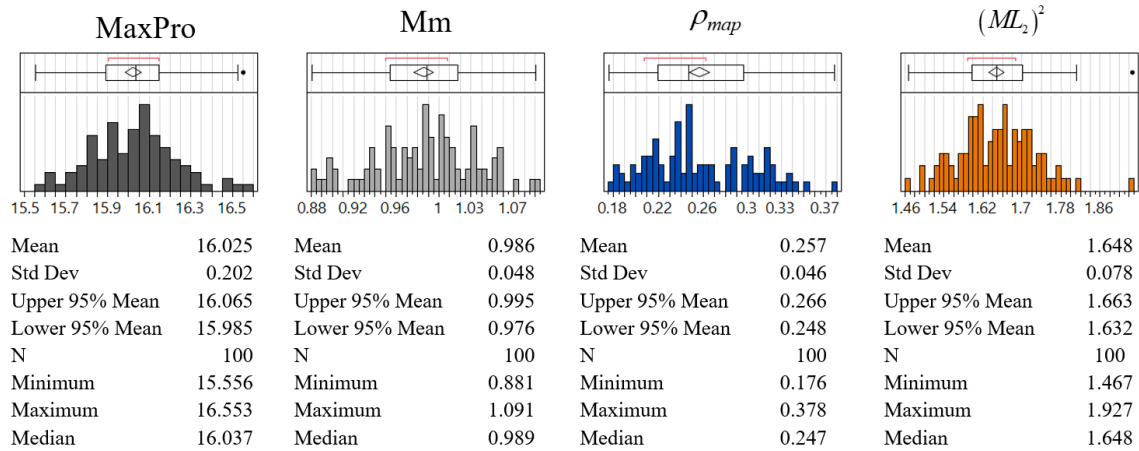 MaxPro
Mm
ρmap
(ML2)²
15.5 15.7 15.9 16.1 16.3 16.5
0.88 0.92 0.96 1 1.03 1.07
0.18 0.22 0.26 0.3 0.33 0.37
1.46 1.54 1.62 1.7 1.78 1.86
Mean 16.025
Std Dev 0.202
Upper 95% Mean 16.065
Lower 95% Mean 15.985
N 100
Minimum 15.556
Maximum 16.553
Median 16.037
Mean 0.986
Std Dev 0.048
Upper 95% Mean 0.995
Lower 95% Mean 0.976
N 100
Minimum 0.881
Maximum 1.091
Median 0.989
Mean 0.257
Std Dev 0.046
Upper 95% Mean 0.266
Lower 95% Mean 0.248
N 100
Minimum 0.176
Maximum 0.378
Median 0.247
Mean 1.648
Std Dev 0.078
Upper 95% Mean 1.663
Lower 95% Mean 1.632
N 100
Minimum 1.467
Maximum 1.927
Median 1.648